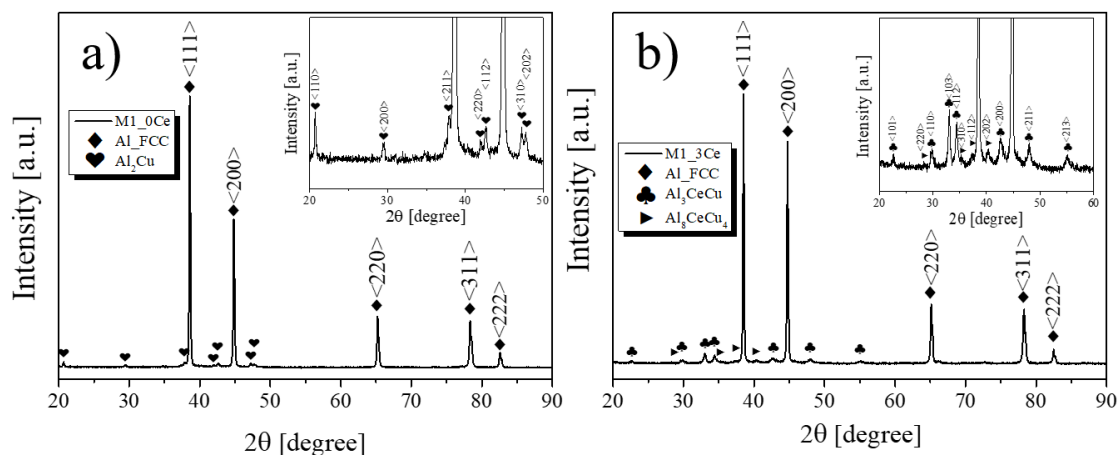 a)
Intensity [a.u.]
<111>
<200>
<220>
<311>
<222>
M1_0Ce
Al_FCC
Al₂Cu
Intensity [a.u.]
<110>
<200>
<211>
<220>
<112>
<310>
<202>
20 30 40 50
2θ [degree]
20 30 40 50 60 70 80 90
2θ [degree]
b)
Intensity [a.u.]
<111>
<200>
<220>
<311>
<222>
M1_3Ce
Al_FCC
Al₃CeCu
Al₈CeCu₄
Intensity [a.u.]
<101>
<220>
<110>
<103>
<112>
<310>
<112>
<202>
<200>
<211>
<213>
20 30 40 50 60
2θ [degree]
20 30 40 50 60 70 80 90
2θ [degree]